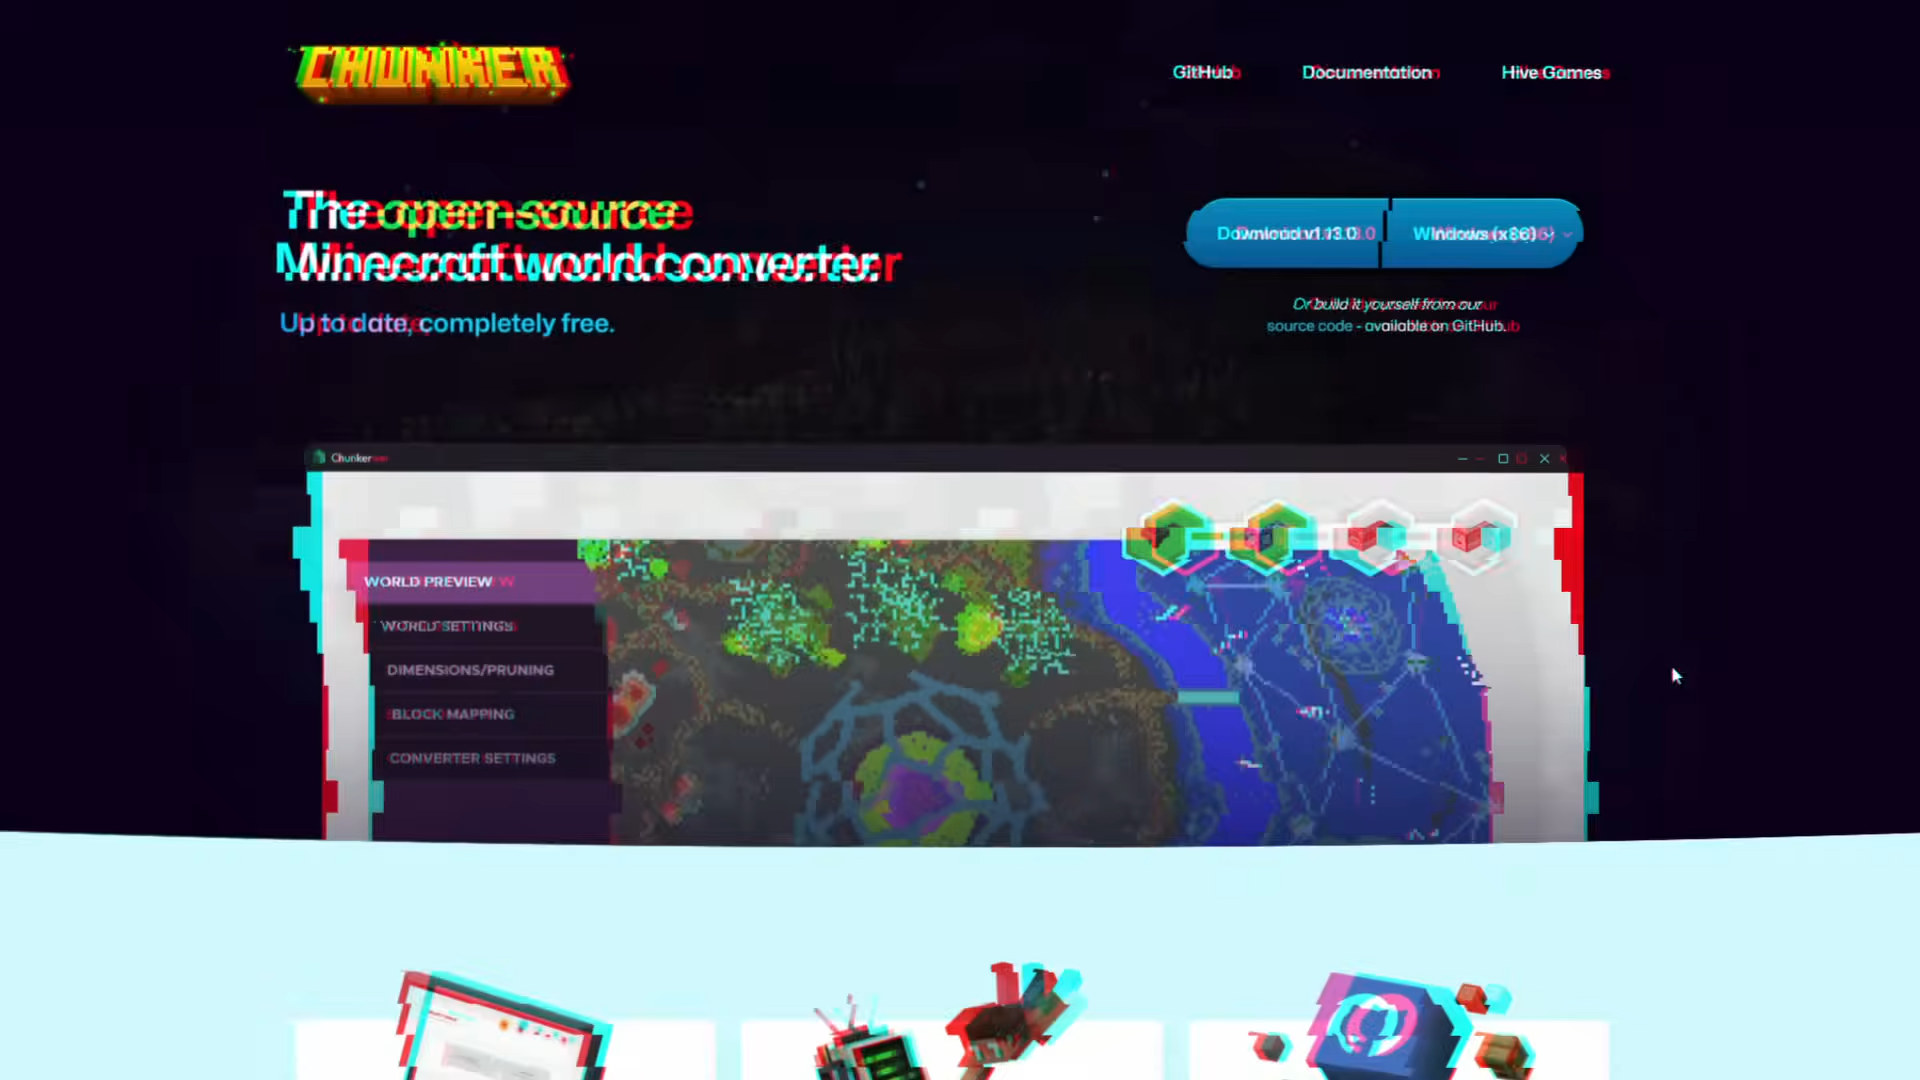 CHUNKER
GitHub
Documentation
Hive Games
The open-source
Minecraft world converter.
Up to date, completely free.
Download v1.13.0
Windows (x86)
Or build it yourself from our
source code - available on GitHub.
Chunker
WORLD PREVIEW
WORLD SETTINGS
DIMENSIONS/PRUNING
BLOCK MAPPING
CONVERTER SETTINGS